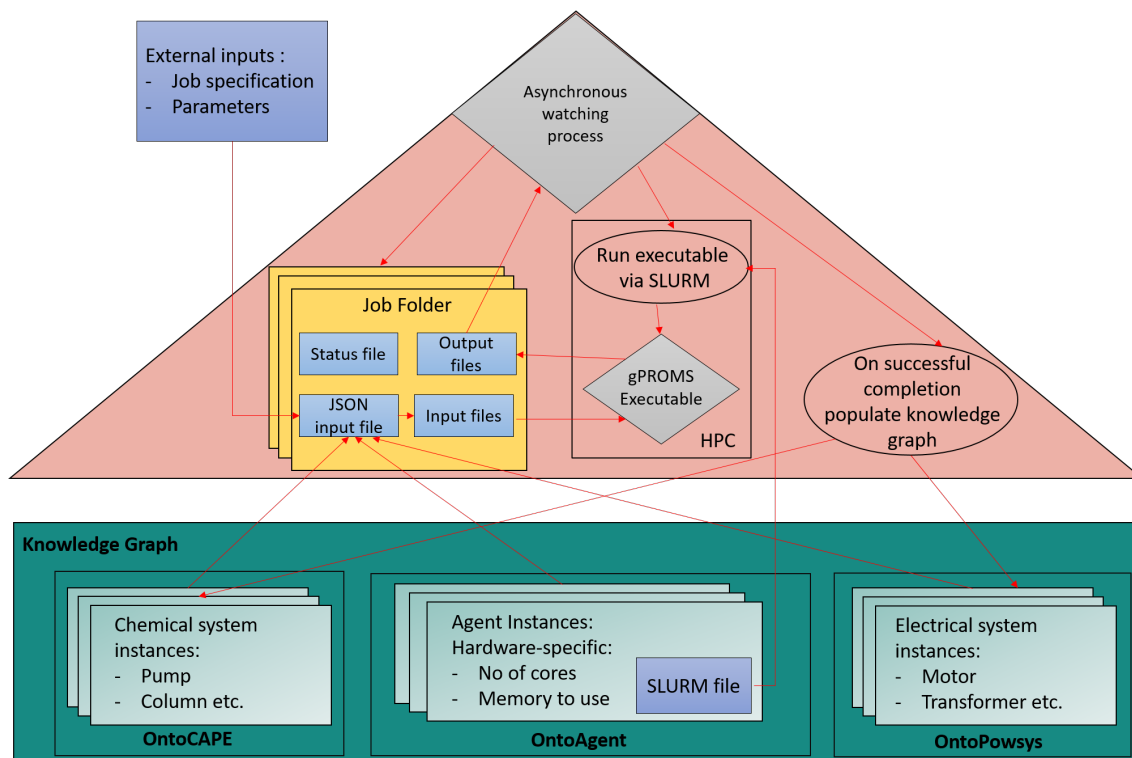 External inputs :
- Job specification
- Parameters
Asynchronous
watching
process
Run executable
via SLURM
Job Folder
Status file
Output
files
JSON
input file
Input files
gPROMS
Executable
HPC
On successful
completion
populate knowledge
graph
Knowledge Graph
Chemical system
instances:
- Pump
- Column etc.
OntoCAPE
Agent Instances:
Hardware-specific:
- No of cores
- Memory to use
SLURM file
OntoAgent
Electrical system
instances:
- Motor
- Transformer etc.
OntoPowsys